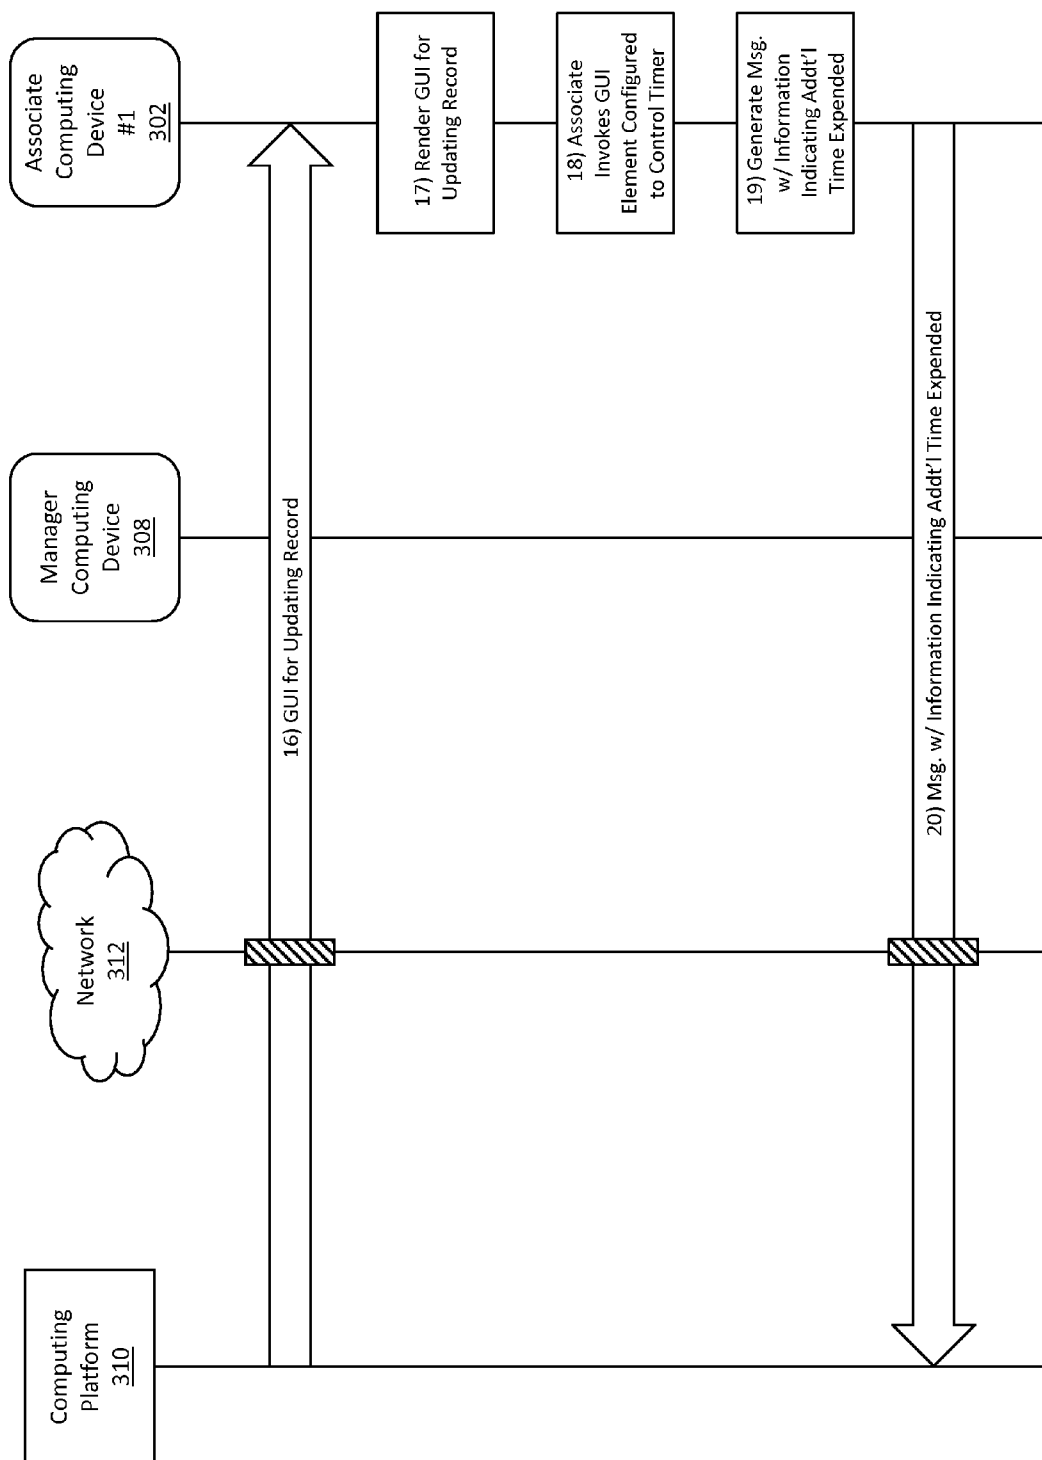 Computing
Platform
310
Network
312
Manager
Computing
Device
308
Associate
Computing
Device
#1
302
16) GUI for Updating Record
17) Render GUI for
Updating Record
18) Associate
Invokes GUI
Element Configured
to Control Timer
19) Generate Msg.
w/ Information
Indicating Addt'l
Time Expended
20) Msg. w/ Information Indicating Addt'l Time Expended